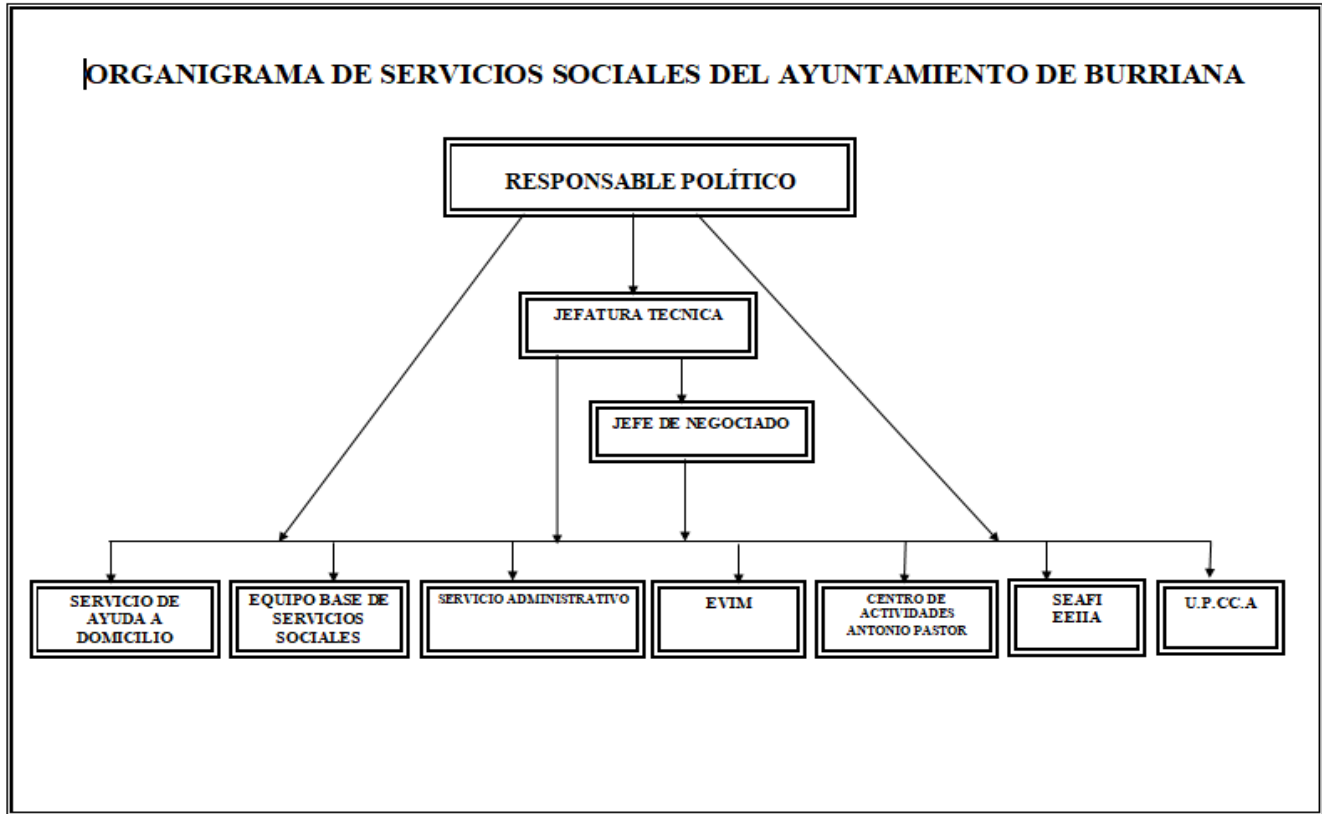 ORGANIGRAMA DE SERVICIOS SOCIALES DEL AYUNTAMIENTO DE BURRIANA
RESPONSABLE POLÍTICO
JEFATURA TECNICA
JEFE DE NEGOCIADO
SERVICIO DE
AYUDA A
DOMICILIO
EQUIPO BASE DE
SERVICIOS
SOCIALES
SERVICIO ADMINISTRATIVO
EVIM
CENTRO DE
ACTIVIDADES
ANTONIO PASTOR
SEAFI
EEIIA
U.P.CC.A